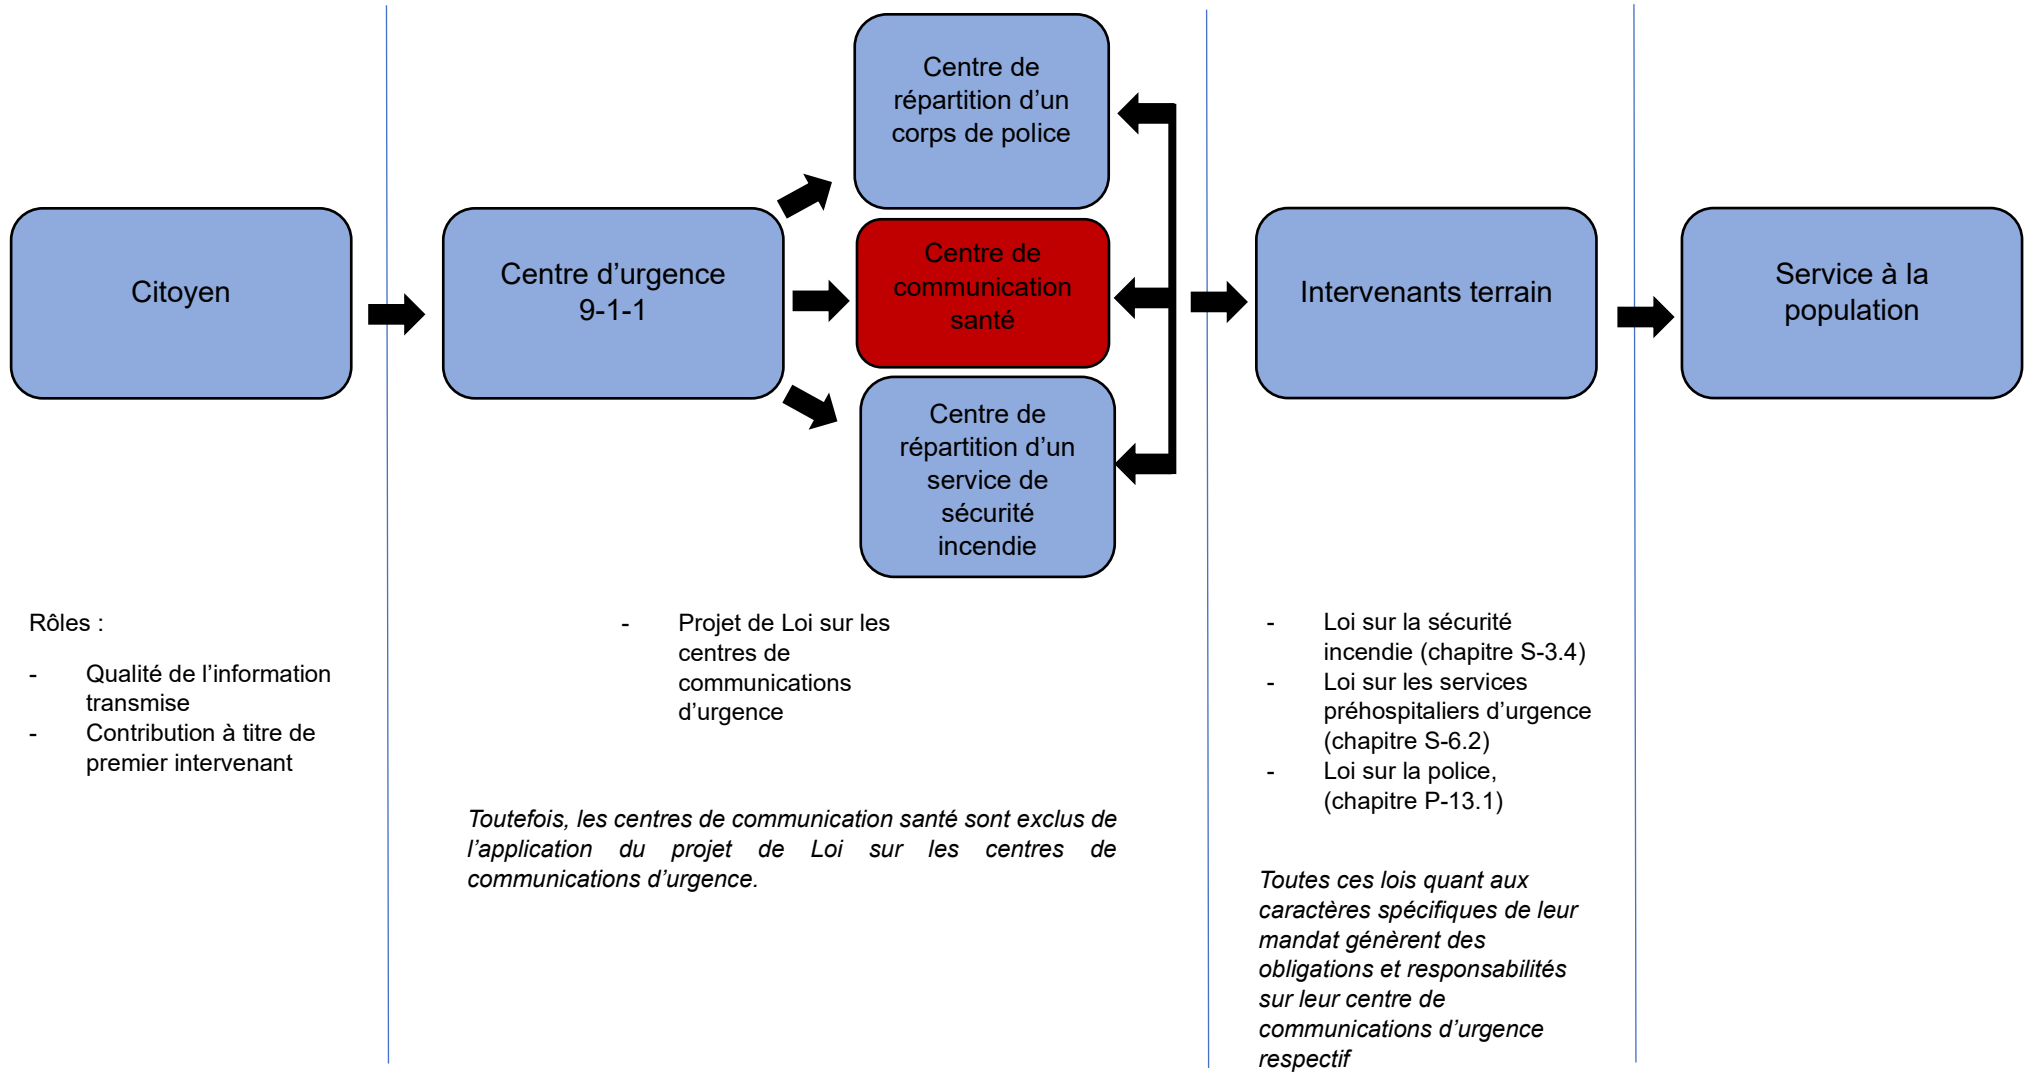 Citoyen
Centre d’urgence
9-1-1
Centre de
répartition d’un
corps de police
Centre de
communication
santé
Centre de
répartition d’un
service de
sécurité
incendie
Intervenants terrain
Service à la
population
Rôles :
- Qualité de l’information
transmise
- Contribution à titre de
premier intervenant
- Projet de Loi sur les
centres de
communications
d’urgence
Toutefois, les centres de communication santé sont exclus de
l’application du projet de Loi sur les centres de
communications d’urgence.
- Loi sur la sécurité
incendie (chapitre S-3.4)
- Loi sur les services
préhospitaliers d’urgence
(chapitre S-6.2)
- Loi sur la police,
(chapitre P-13.1)
Toutes ces lois quant aux
caractères spécifiques de leur
mandat génèrent des
obligations et responsabilités
sur leur centre de
communications d’urgence
respectif